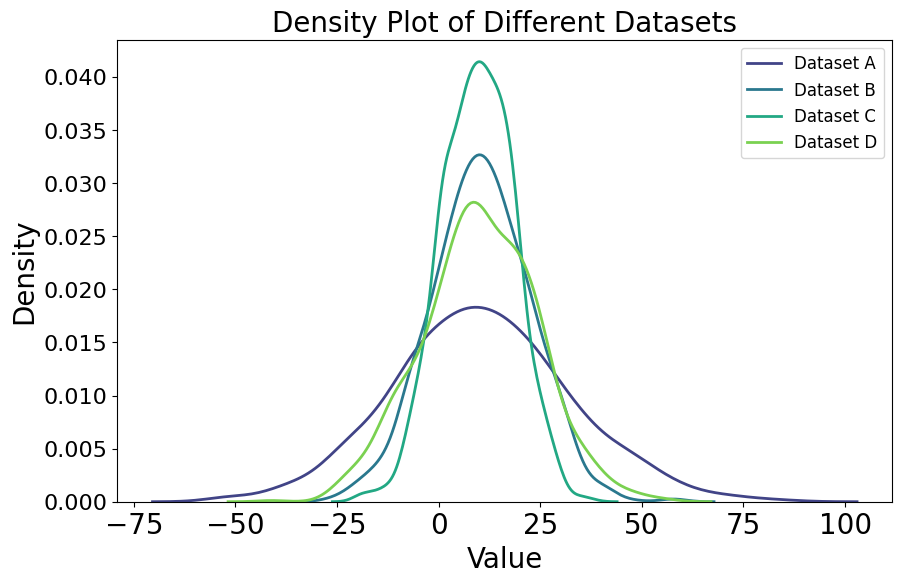 Density Plot of Different Datasets
Dataset A
Dataset B
Dataset C
Dataset D
Density
0.040
0.035
0.030
0.025
0.020
0.015
0.010
0.005
0.000
−75 −50 −25 0 25 50 75 100
Value